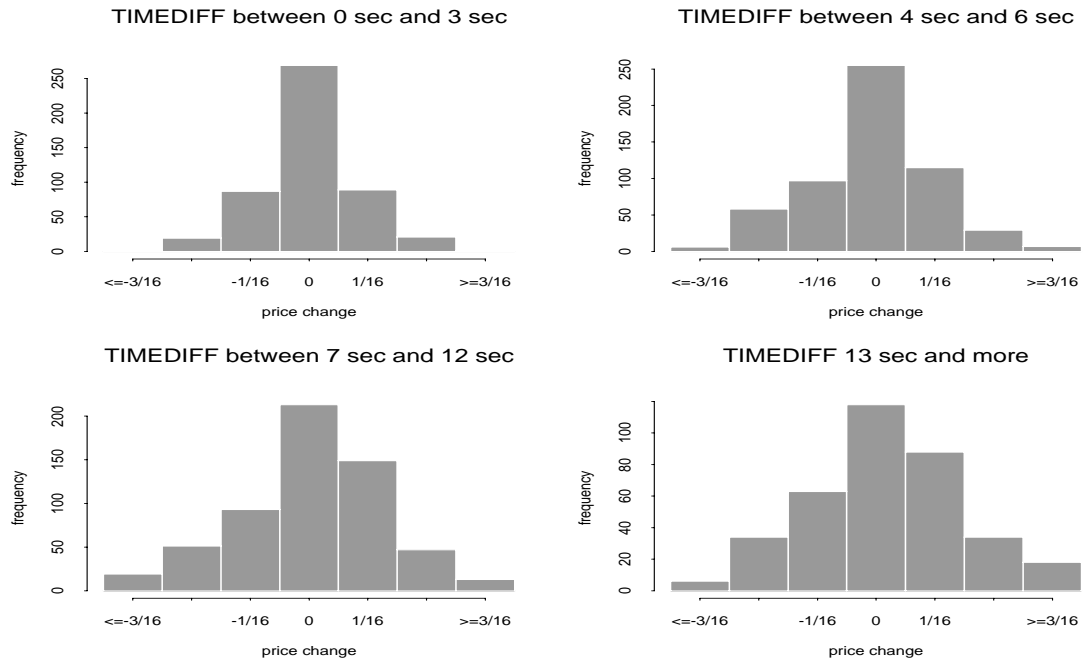 TIMEDIFF between 0 sec and 3 sec
frequency
0 50 100 150 200 250
<=-3/16 -1/16 0 1/16 >=3/16
price change
TIMEDIFF between 4 sec and 6 sec
frequency
0 50 100 150 200 250
<=-3/16 -1/16 0 1/16 >=3/16
price change
TIMEDIFF between 7 sec and 12 sec
frequency
0 50 100 150 200
<=-3/16 -1/16 0 1/16 >=3/16
price change
TIMEDIFF 13 sec and more
frequency
0 20 40 60 80 100
<=-3/16 -1/16 0 1/16 >=3/16
price change